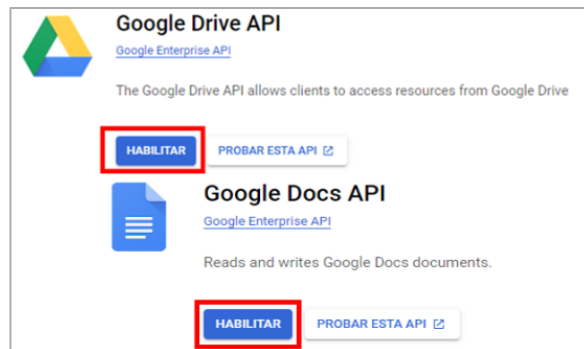 Google Drive API
Google Enterprise API
The Google Drive API allows clients to access resources from Google Drive
HABILITAR PROBAR ESTA API
Google Docs API
Google Enterprise API
Reads and writes Google Docs documents.
HABILITAR PROBAR ESTA API